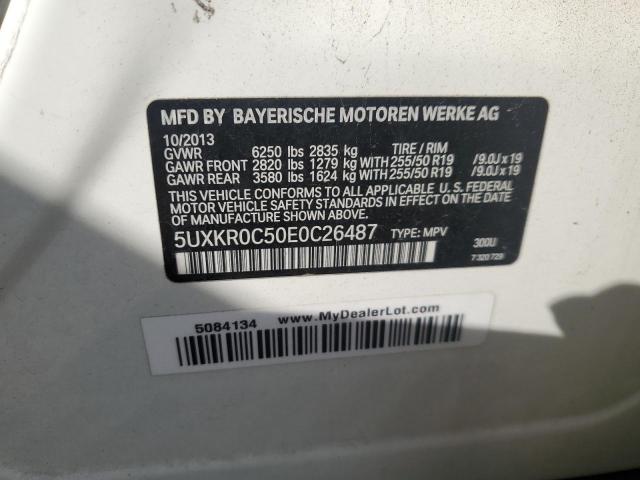 MFD BY BAYERISCHE MOTOREN WERKE AG
10/2013 TIRE / RIM
GVWR 6250 lbs 2835 kg
GAWR FRONT 2820 lbs 1279 kg WITH 255/50 R19 /9.0J x 19
GAWR REAR 3580 lbs 1624 kg WITH 255/50 R19 /9.0J x 19
THIS VEHICLE CONFORMS TO ALL APPLICABLE U. S. FEDERAL
MOTOR VEHICLE SAFETY STANDARDS IN EFFECT ON THE DATE
OF MANUFACTURE SHOWN ABOVE.
5UXKR0C50E0C26487 TYPE: MPV 300U
7 320 729
5084134 www.MyDealerLot.com